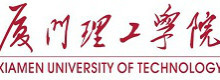 厦门理工学院
XIAMEN UNIVERSITY OF TECHNOLOGY